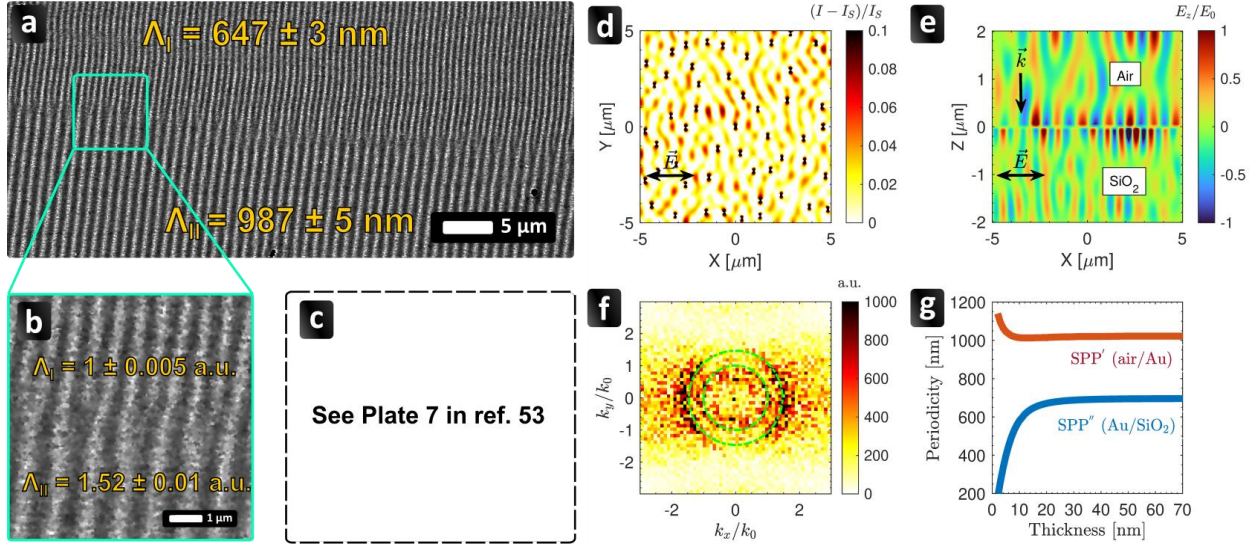 a
Λ_I = 647 ± 3 nm
Λ_II = 987 ± 5 nm
5 μm
b
Λ_I = 1 ± 0.005 a.u.
Λ_II = 1.52 ± 0.01 a.u.
1 μm
c
See Plate 7 in ref. 53
d
(I − I_S)/I_S
5
0
-5
Y [μm]
E⃗
-5 0 5
X [μm]
0.1
0.08
0.06
0.04
0.02
0
e
E_z/E_0
2
1
0
-1
-2
Z [μm]
k⃗
Air
E⃗
SiO₂
-5 0 5
X [μm]
1
0.5
0
-0.5
-1
f
a.u.
2
1
0
-1
-2
k_y/k_0
-2 0 2
k_x/k_0
1000
800
600
400
200
0
g
1200
1000
800
600
400
200
Periodicity [nm]
SPP′ (air/Au)
SPP″ (Au/SiO₂)
0 10 20 30 40 50 60 70
Thickness [nm]